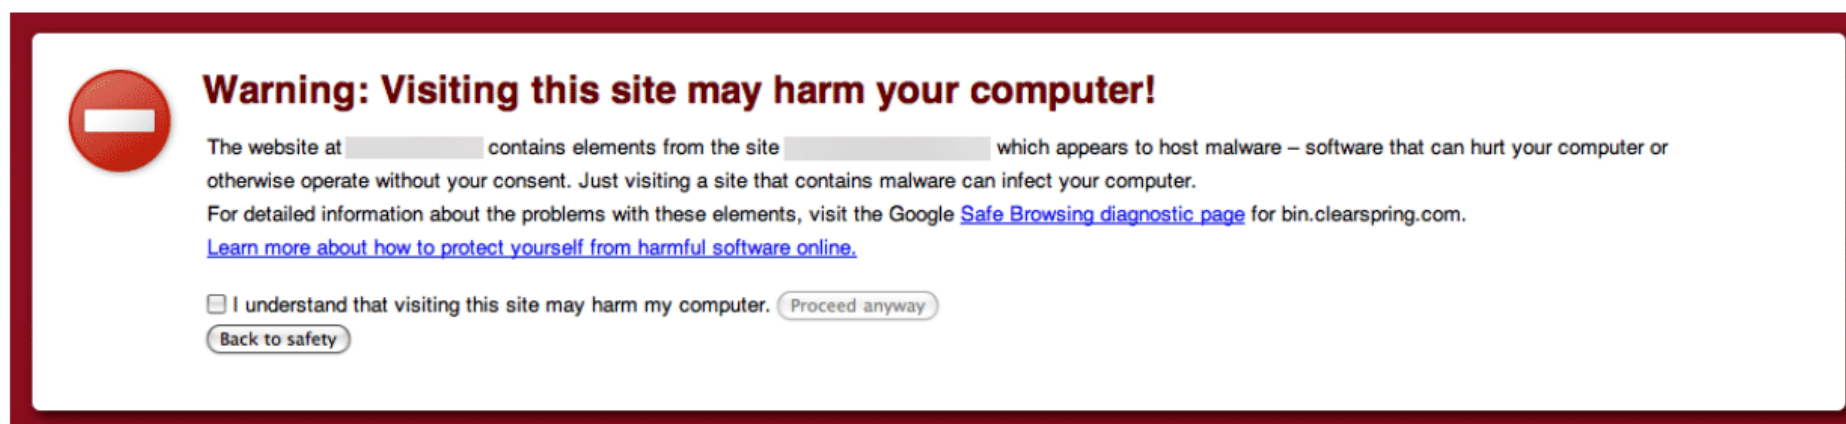 Warning: Visiting this site may harm your computer!
The website at contains elements from the site which appears to host malware – software that can hurt your computer or
otherwise operate without your consent. Just visiting a site that contains malware can infect your computer.
For detailed information about the problems with these elements, visit the Google Safe Browsing diagnostic page for bin.clearspring.com.
Learn more about how to protect yourself from harmful software online.
I understand that visiting this site may harm my computer. Proceed anyway
Back to safety